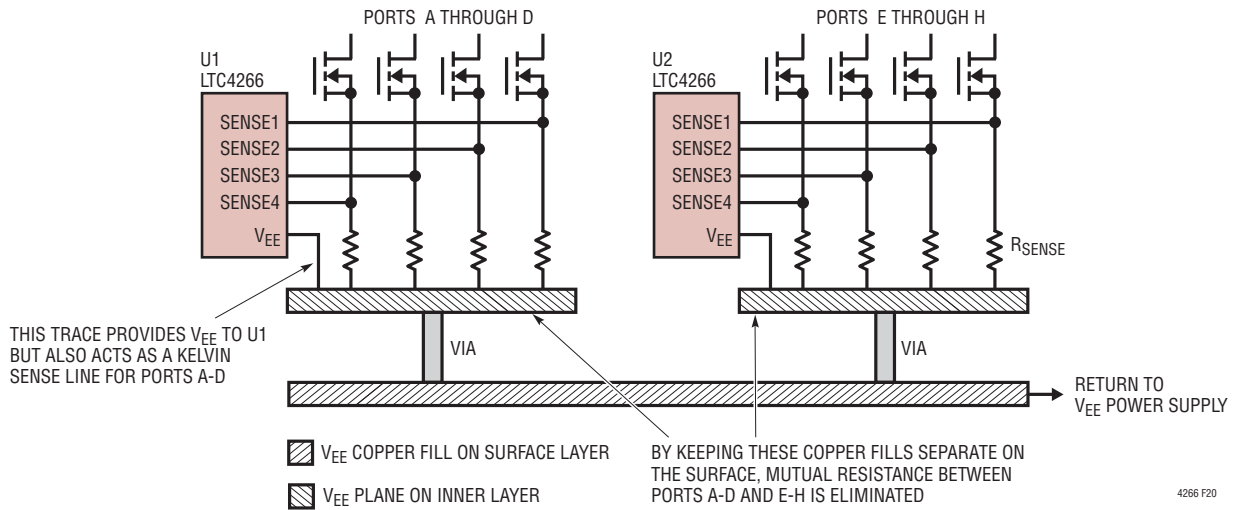 PORTS A THROUGH D
PORTS E THROUGH H
U1
LTC4266
SENSE1
SENSE2
SENSE3
SENSE4
VEE
U2
LTC4266
SENSE1
SENSE2
SENSE3
SENSE4
VEE
RSENSE
THIS TRACE PROVIDES VEE TO U1
BUT ALSO ACTS AS A KELVIN
SENSE LINE FOR PORTS A-D
VIA
VIA
RETURN TO
VEE POWER SUPPLY
VEE COPPER FILL ON SURFACE LAYER
VEE PLANE ON INNER LAYER
BY KEEPING THESE COPPER FILLS SEPARATE ON
THE SURFACE, MUTUAL RESISTANCE BETWEEN
PORTS A-D AND E-H IS ELIMINATED
4266 F20